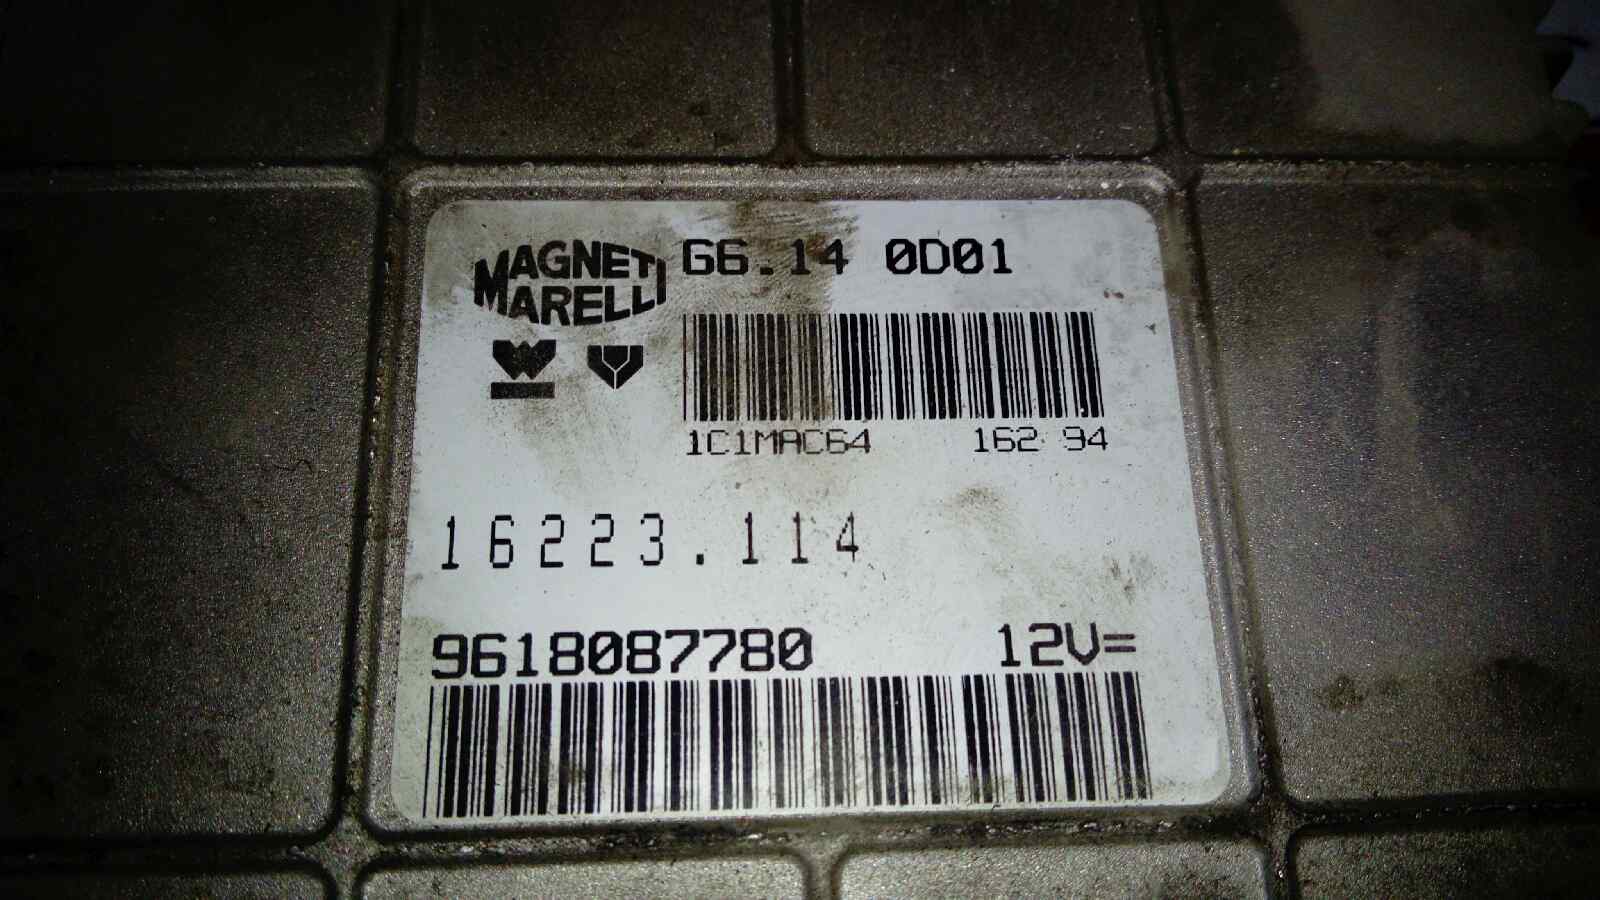 MAGNETI
MARELLI
G6.14 0D01
1C1MAC64 162 94
16223.114
9618087780 12V=